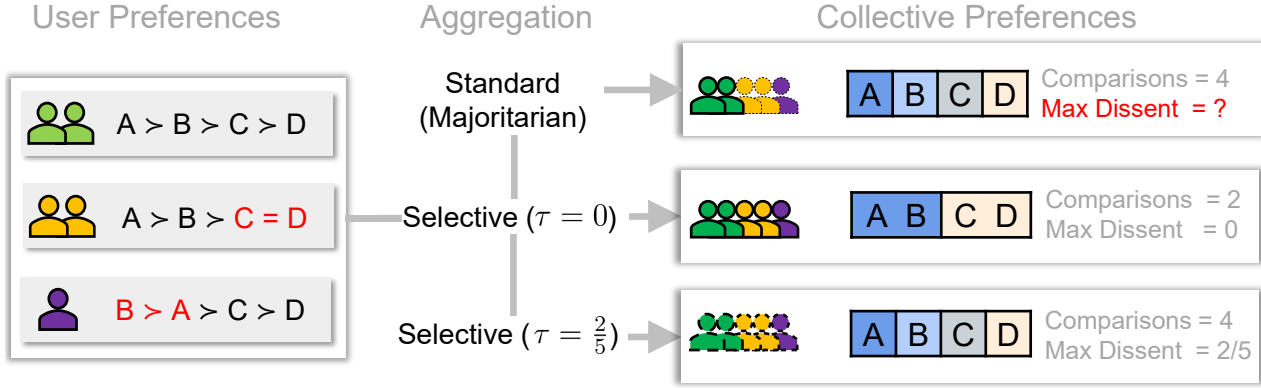 User Preferences
Aggregation
Collective Preferences
A ≻ B ≻ C ≻ D
A ≻ B ≻ C = D
B ≻ A ≻ C ≻ D
Standard
(Majoritarian)
A B C D
Comparisons = 4
Max Dissent = ?
Selective (τ = 0)
A B C D
Comparisons = 2
Max Dissent = 0
Selective (τ = 2/5)
A B C D
Comparisons = 4
Max Dissent = 2/5